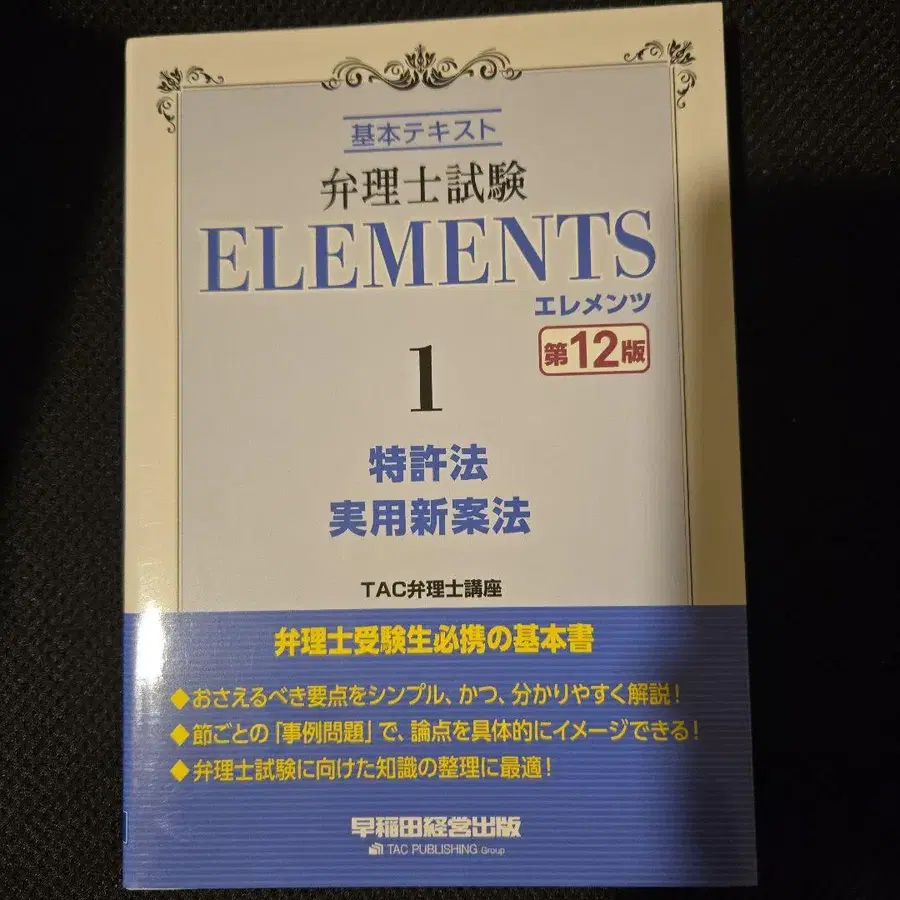 基本テキスト
弁理士試験
ELEMENTS
エレメンツ
第12版
1
特許法
実用新案法
TAC弁理士講座
弁理士受験生必携の基本書
◆おさえるべき要点をシンプル、かつ、分かりやすく解説!
◆節ごとの「事例問題」で、論点を具体的にイメージできる!
◆弁理士試験に向けた知識の整理に最適!
早稲田経営出版
TAC PUBLISHING Group